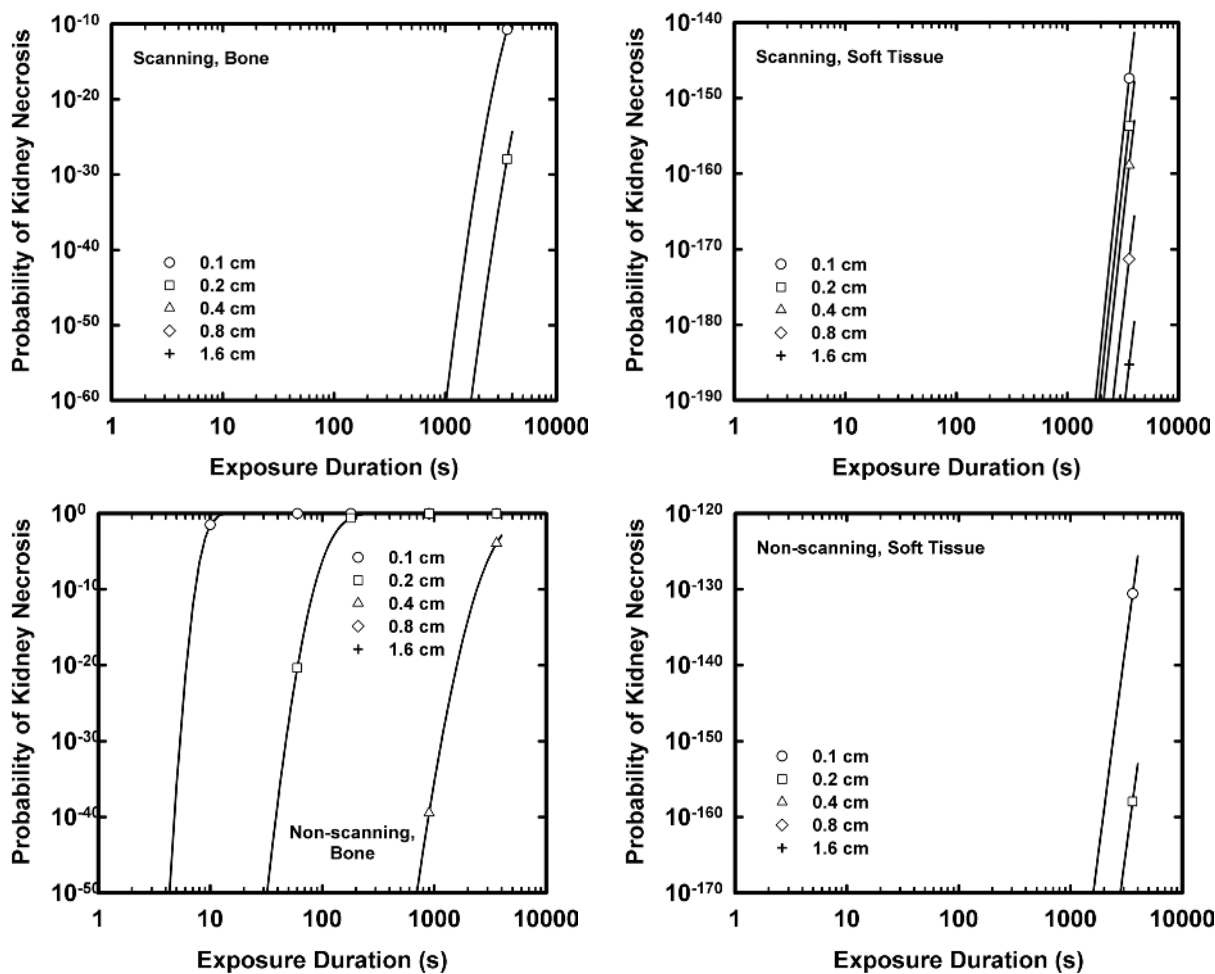 Probability of Kidney Necrosis
10^-10
10^-20
10^-30
10^-40
10^-50
10^-60
Scanning, Bone
0.1 cm
0.2 cm
0.4 cm
0.8 cm
1.6 cm
1 10 100 1000 10000
Exposure Duration (s)
Probability of Kidney Necrosis
10^-140
10^-150
10^-160
10^-170
10^-180
10^-190
Scanning, Soft Tissue
0.1 cm
0.2 cm
0.4 cm
0.8 cm
1.6 cm
1 10 100 1000 10000
Exposure Duration (s)
Probability of Kidney Necrosis
10^0
10^-10
10^-20
10^-30
10^-40
10^-50
0.1 cm
0.2 cm
0.4 cm
0.8 cm
1.6 cm
Non-scanning,
Bone
1 10 100 1000 10000
Exposure Duration (s)
Probability of Kidney Necrosis
10^-120
10^-130
10^-140
10^-150
10^-160
10^-170
Non-scanning, Soft Tissue
0.1 cm
0.2 cm
0.4 cm
0.8 cm
1.6 cm
1 10 100 1000 10000
Exposure Duration (s)